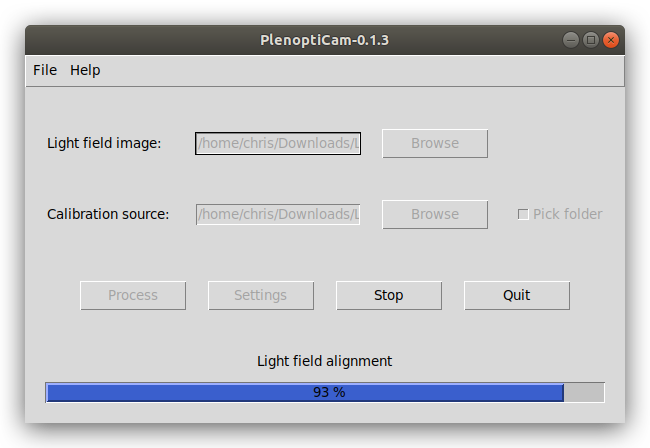 PlenoptiCam-0.1.3
File Help
Light field image: /home/chris/Downloads/L Browse
Calibration source: /home/chris/Downloads/L Browse Pick folder
Process Settings Stop Quit
Light field alignment
93 %